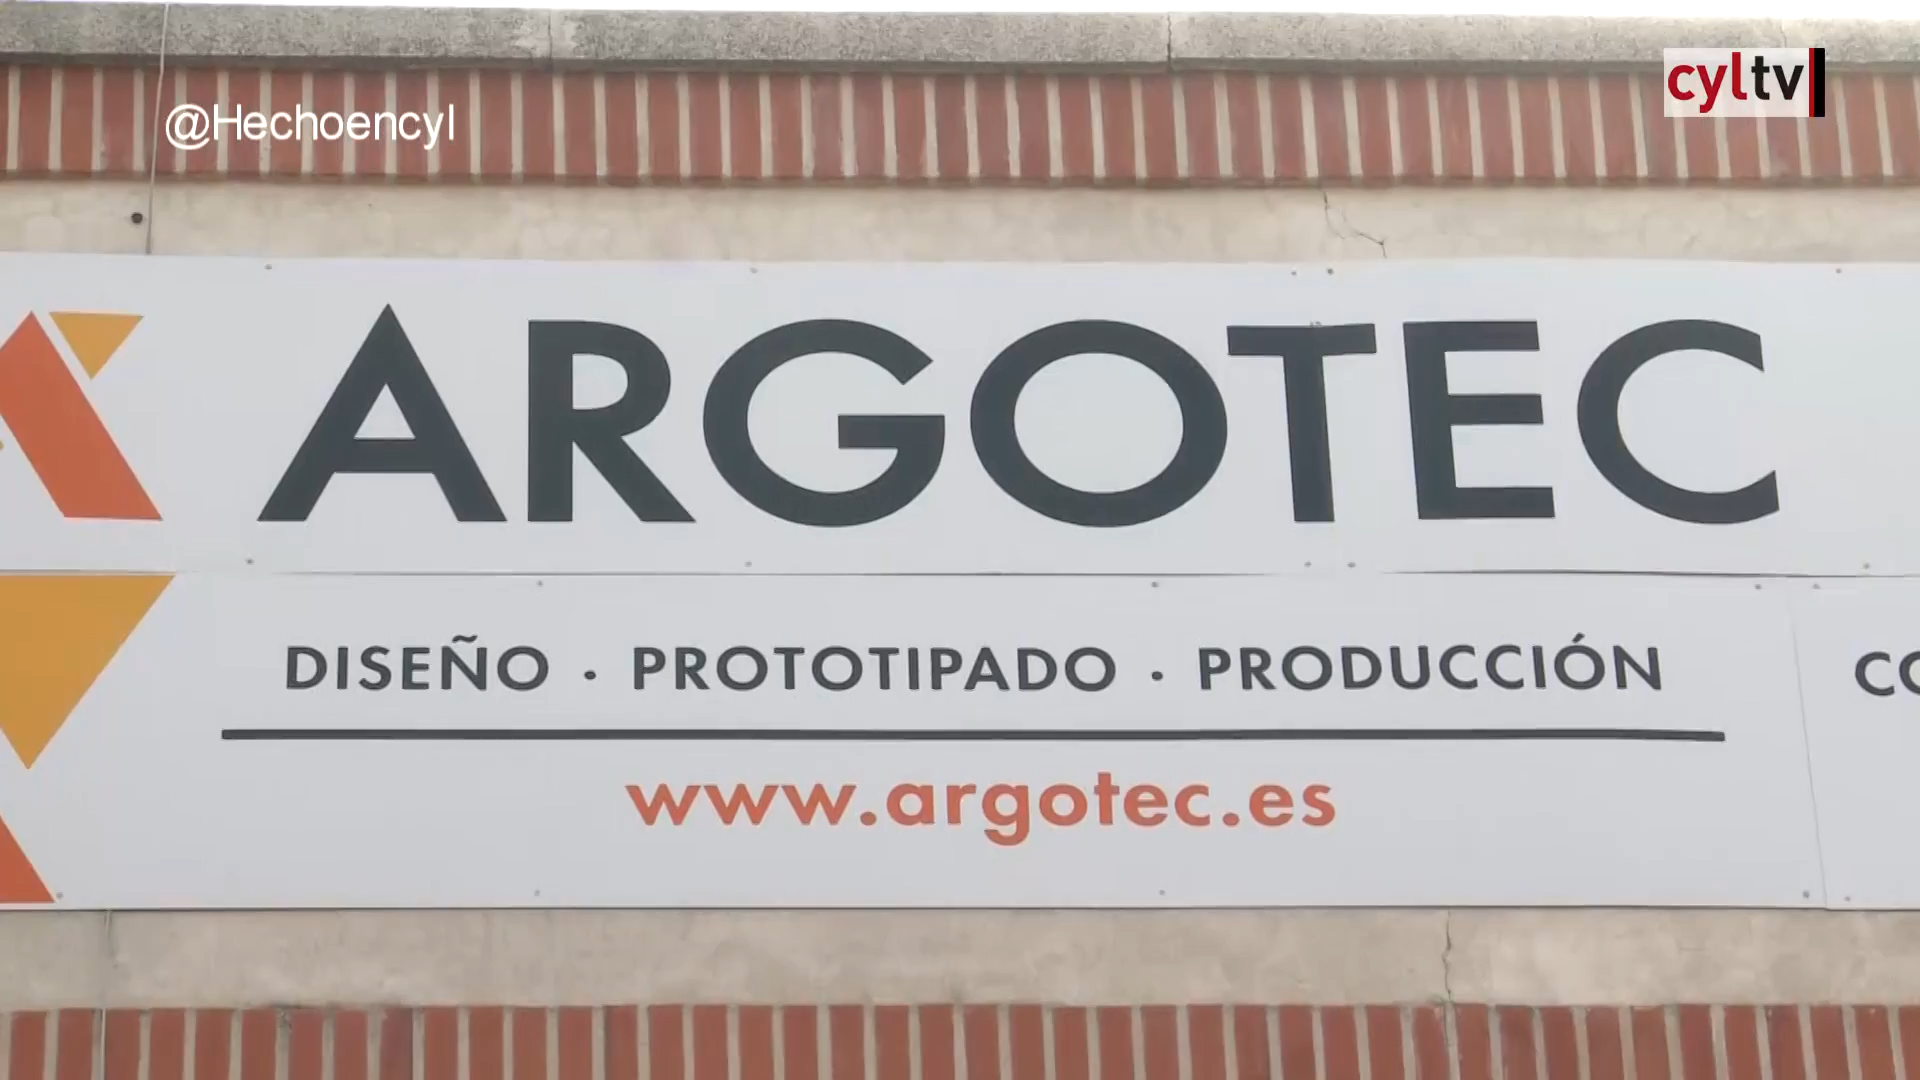 cyltv
@Hechoencyl
ARGOTEC
DISEÑO · PROTOTIPADO · PRODUCCIÓN
www.argotec.es